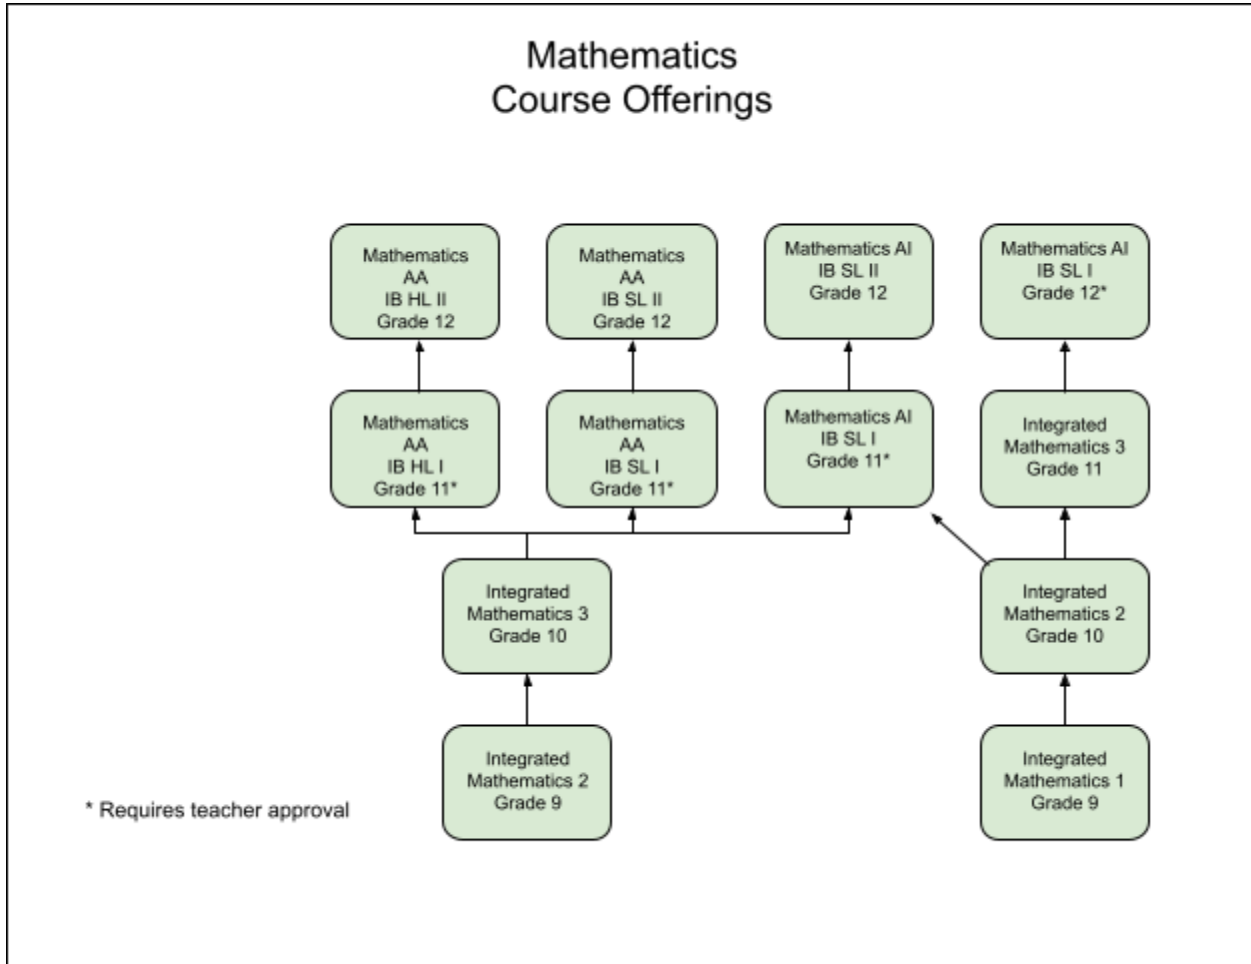 Mathematics
Course Offerings
Mathematics
AA
IB HL II
Grade 12
Mathematics
AA
IB SL II
Grade 12
Mathematics AI
IB SL II
Grade 12
Mathematics AI
IB SL I
Grade 12*
Mathematics
AA
IB HL I
Grade 11*
Mathematics
AA
IB SL I
Grade 11*
Mathematics AI
IB SL I
Grade 11*
Integrated
Mathematics 3
Grade 11
Integrated
Mathematics 3
Grade 10
Integrated
Mathematics 2
Grade 10
Integrated
Mathematics 2
Grade 9
Integrated
Mathematics 1
Grade 9
* Requires teacher approval